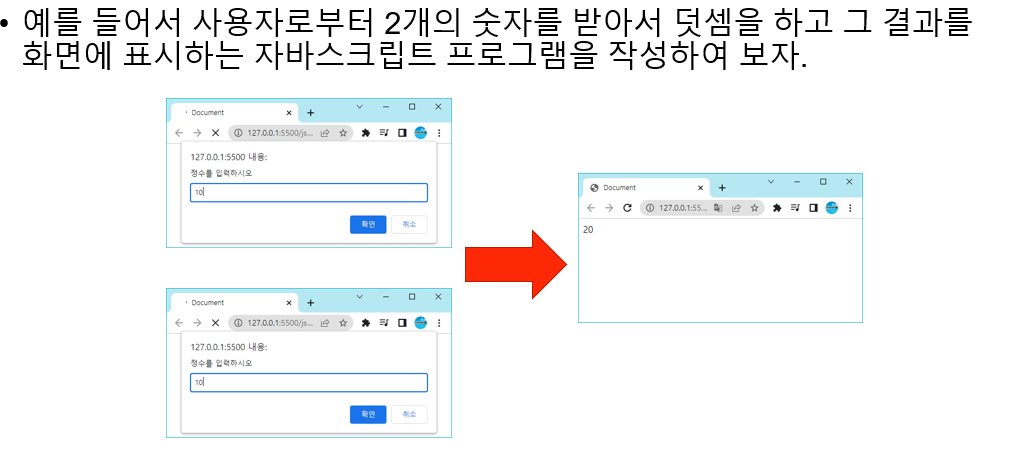 • 예를 들어서 사용자로부터 2개의 숫자를 받아서 덧셈을 하고 그 결과를
화면에 표시하는 자바스크립트 프로그램을 작성하여 보자.
Document
127.0.0.1:5500/js...
127.0.0.1:5500 내용:
정수를 입력하시오
10
확인
취소
Document
127.0.0.1:55...
20
Document
127.0.0.1:5500/js...
127.0.0.1:5500 내용:
정수를 입력하시오
10
확인
취소